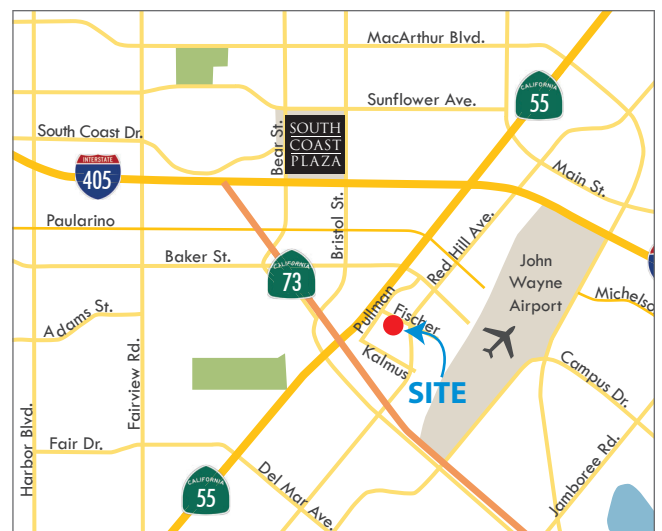 MacArthur Blvd.
CALIFORNIA
55
Sunflower Ave.
South Coast Dr.
Bear St.
SOUTH
COAST
PLAZA
INTERSTATE
405
Main St.
Paularino
Bristol St.
Red Hill Ave.
Baker St.
CALIFORNIA
73
John
Wayne
Airport
Michelso
Pullman
Fischer
Adams St.
Kalmus
SITE
Campus Dr.
Fairview Rd.
Harbor Blvd.
Fair Dr.
Del Mar Ave.
Jamboree Rd.
CALIFORNIA
55